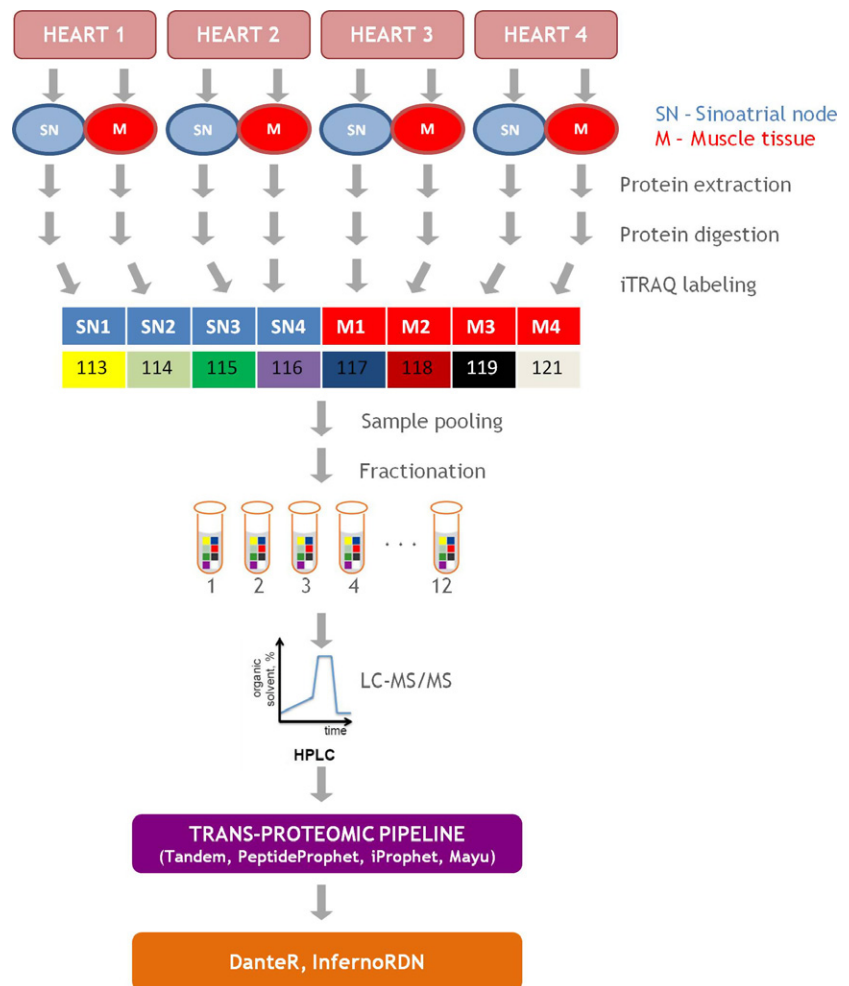 HEART 1
HEART 2
HEART 3
HEART 4
SN
M
SN
M
SN
M
SN
M
SN - Sinoatrial node
M - Muscle tissue
Protein extraction
Protein digestion
iTRAQ labeling
SN1 SN2 SN3 SN4 M1 M2 M3 M4
113 114 115 116 117 118 119 121
Sample pooling
Fractionation
1 2 3 4 . . . 12
LC-MS/MS
organic
solvent. %
time
HPLC
TRANS-PROTEOMIC PIPELINE
(Tandem, PeptideProphet, iProphet, Mayu)
DanteR, InfernoRDN